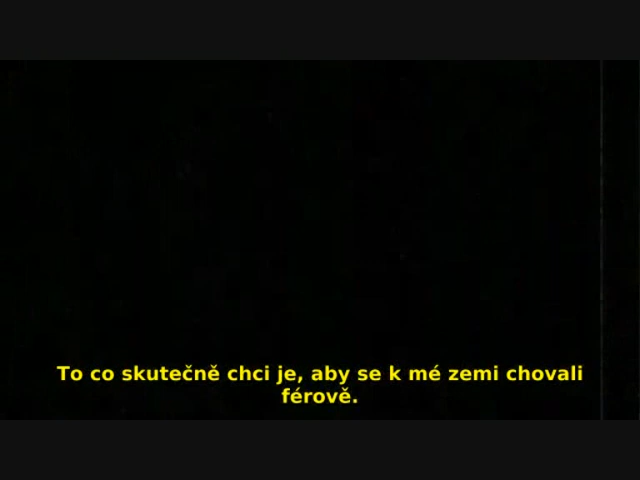 To co skutečně chci je, aby se k mé zemi chovali
férově.